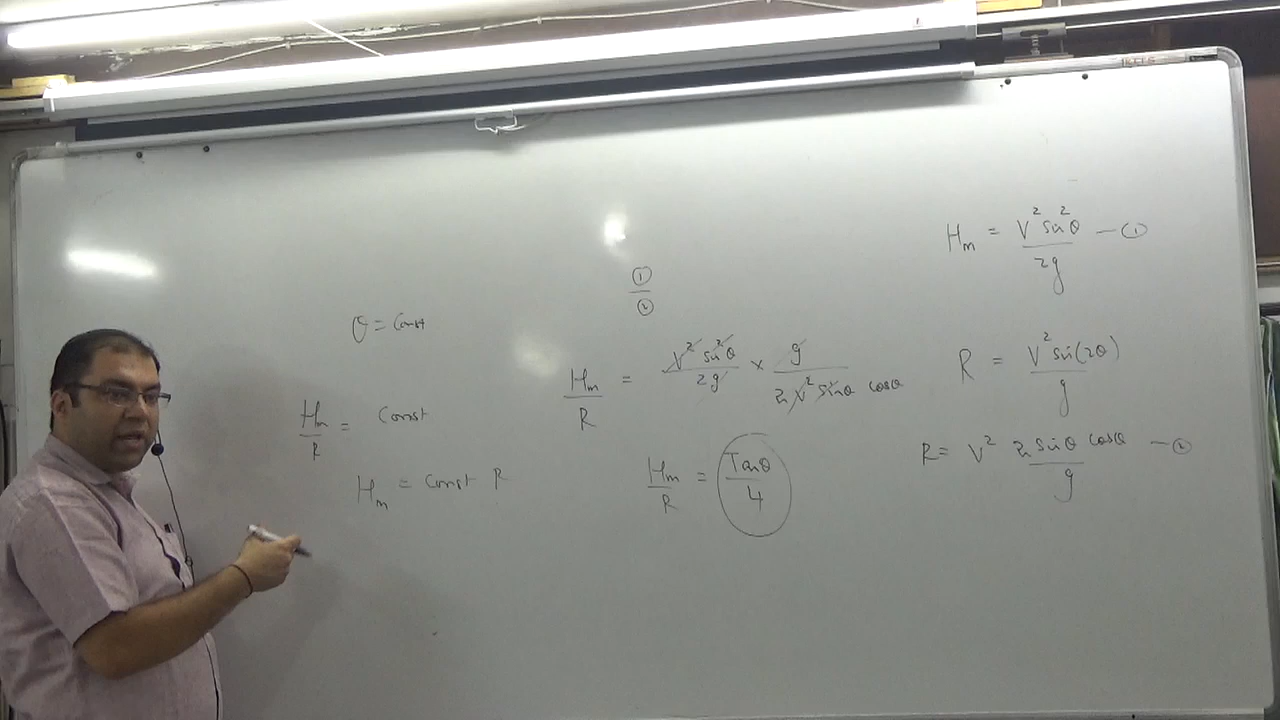 Hm = V² sin²θ / 2g — ①
R = V² sin(2θ) / g
R = V² 2 sinθ cosθ / g — ②
① / ②
Hm / R = V² sin²θ / 2g × g / 2 V² sinθ cosθ
Hm / R = Tanθ / 4
θ = Const
Hm / R = Const
Hm = Const R